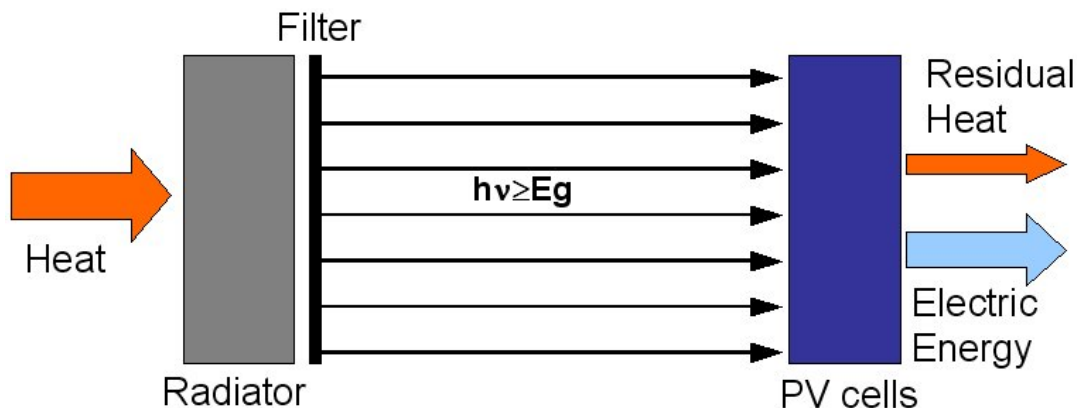 Filter
Residual
Heat
hν≥Eg
Heat
Electric
Energy
Radiator
PV cells